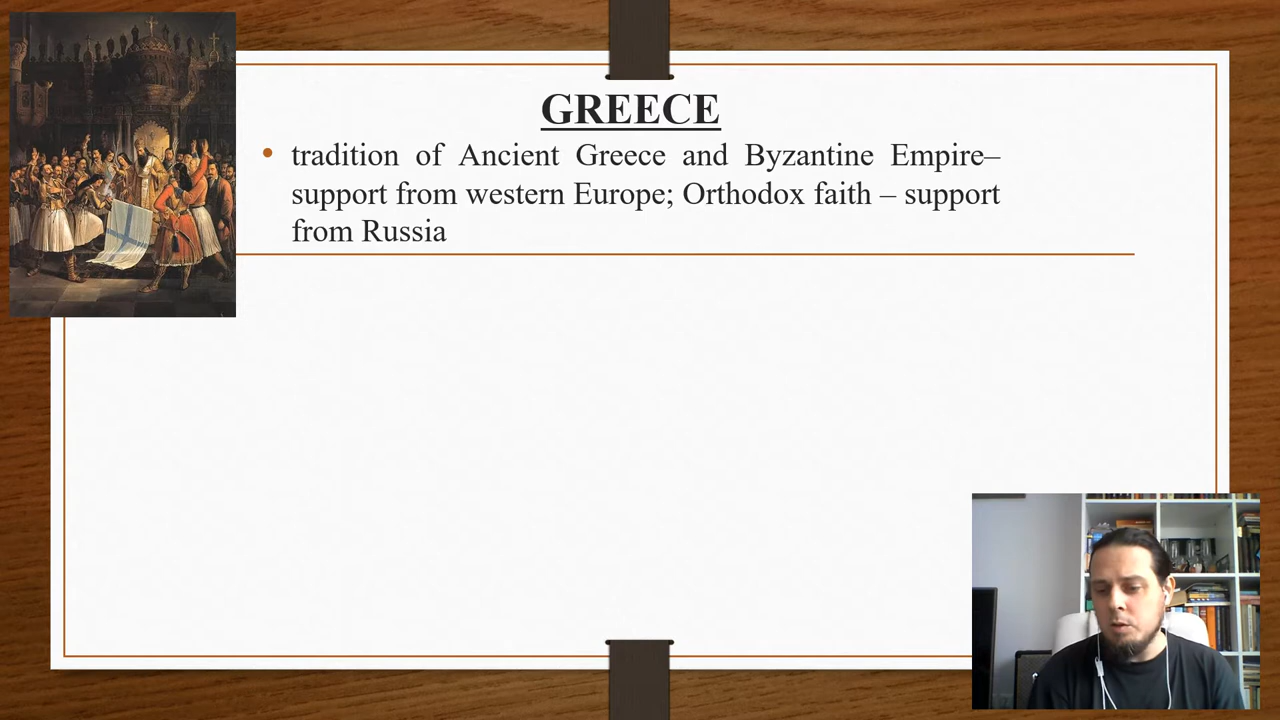 GREECE
• tradition of Ancient Greece and Byzantine Empire–
support from western Europe; Orthodox faith – support
from Russia